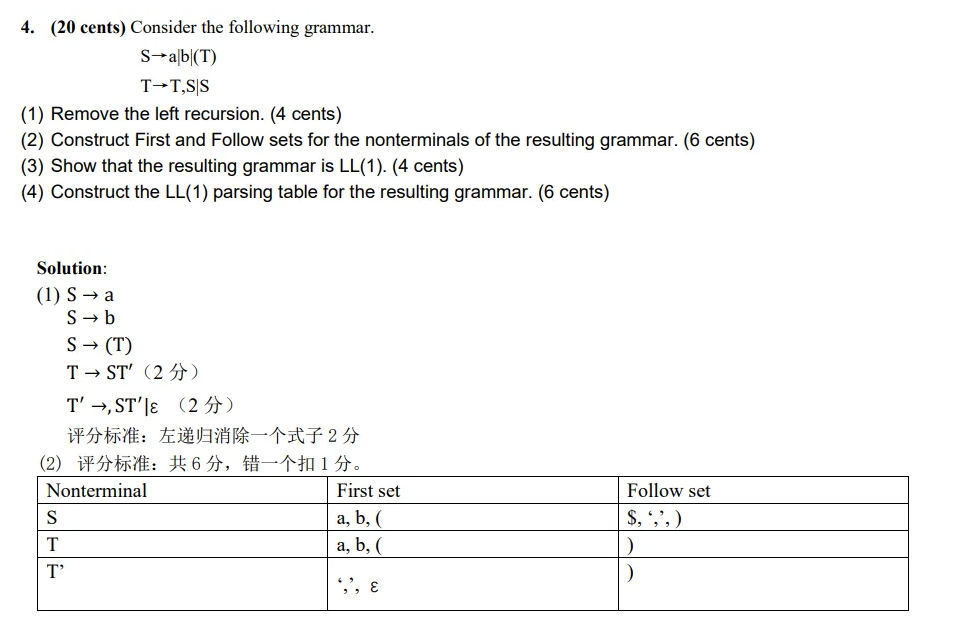 4. (20 cents) Consider the following grammar.
S→a|b|(T)
T→T,S|S
(1) Remove the left recursion. (4 cents)
(2) Construct First and Follow sets for the nonterminals of the resulting grammar. (6 cents)
(3) Show that the resulting grammar is LL(1). (4 cents)
(4) Construct the LL(1) parsing table for the resulting grammar. (6 cents)
Solution:
(1) S → a
S → b
S → (T)
T → ST′（2 分）
T′ →, ST′|ε （2 分）
评分标准：左递归消除一个式子 2 分
(2) 评分标准：共 6 分，错一个扣 1 分。
Nonterminal First set Follow set
S a, b, ( $, ‘,’, )
T a, b, ( )
T’ ‘,’, ε )